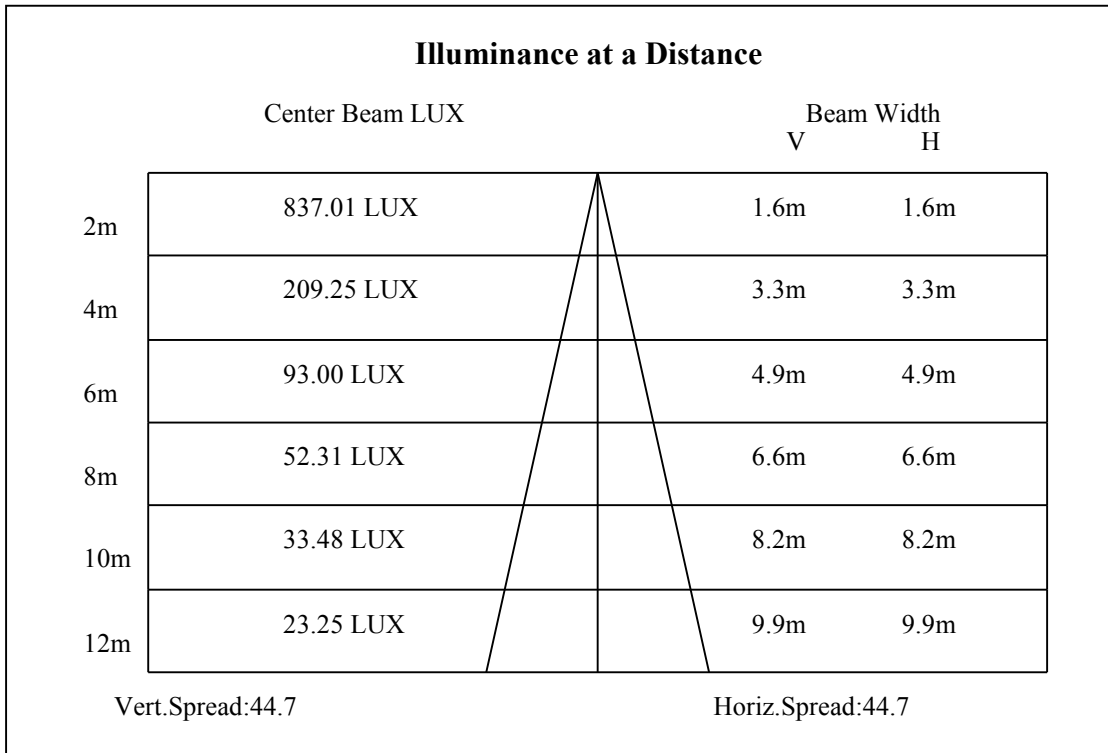 Illuminance at a Distance
Center Beam LUX Beam Width
V H
2m 837.01 LUX 1.6m 1.6m
4m 209.25 LUX 3.3m 3.3m
6m 93.00 LUX 4.9m 4.9m
8m 52.31 LUX 6.6m 6.6m
10m 33.48 LUX 8.2m 8.2m
12m 23.25 LUX 9.9m 9.9m
Vert.Spread:44.7 Horiz.Spread:44.7